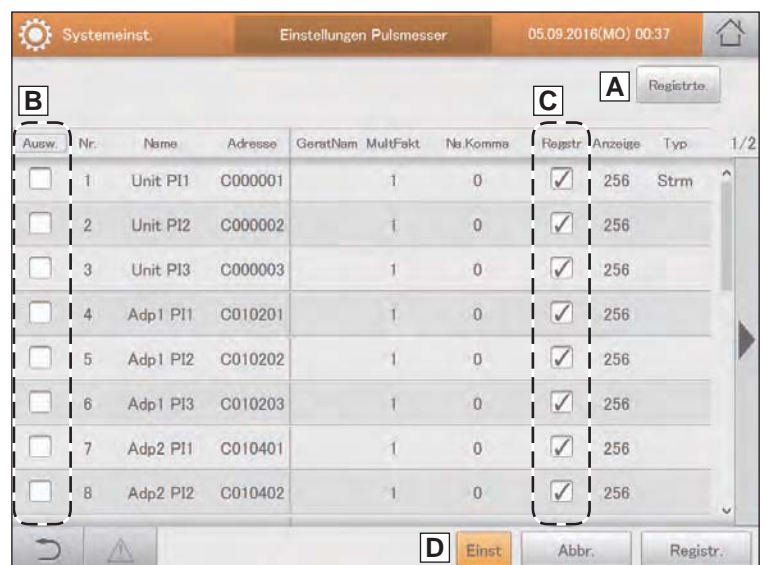 Systemeinst. Einstellungen Pulsmesser 05.09.2016(MO) 00:37
A Registrte.
B C
Ausw. Nr. Name Adresse GeratNam MultFakt Na.Komma Regstr Anzeige Typ 1/2
1 Unit PI1 C000001 1 0 256 Strm
2 Unit PI2 C000002 1 0 256
3 Unit PI3 C000003 1 0 256
4 Adp1 PI1 C010201 1 0 256
5 Adp1 PI2 C010202 1 0 256
6 Adp1 PI3 C010203 1 0 256
7 Adp2 PI1 C010401 1 0 256
8 Adp2 PI2 C010402 1 0 256
D Einst Abbr. Registr.